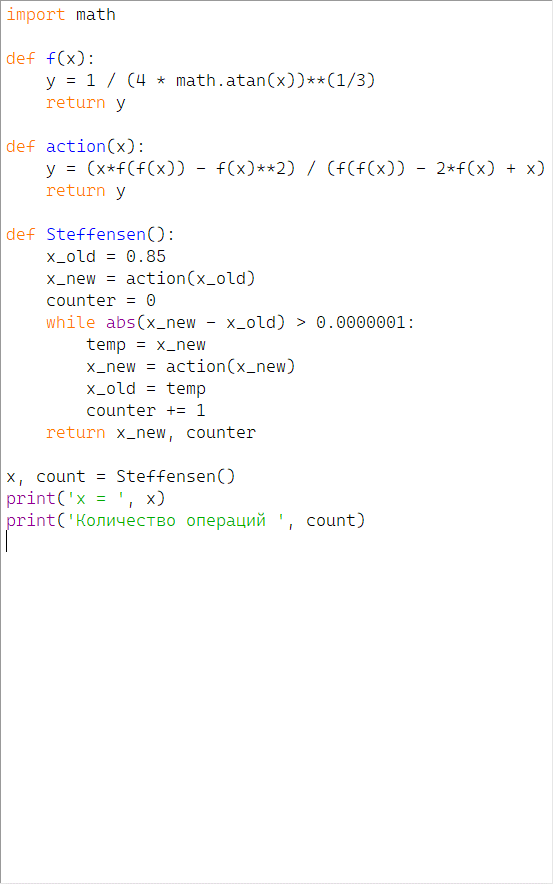 import math
def f(x):
    y = 1 / (4 * math.atan(x))**(1/3)
    return y
def action(x):
    y = (x*f(f(x)) - f(x)**2) / (f(f(x)) - 2*f(x) + x)
    return y
def Steffensen():
    x_old = 0.85
    x_new = action(x_old)
    counter = 0
    while abs(x_new - x_old) > 0.0000001:
        temp = x_new
        x_new = action(x_new)
        x_old = temp
        counter += 1
    return x_new, counter
x, count = Steffensen()
print('x = ', x)
print('Количество операций ', count)